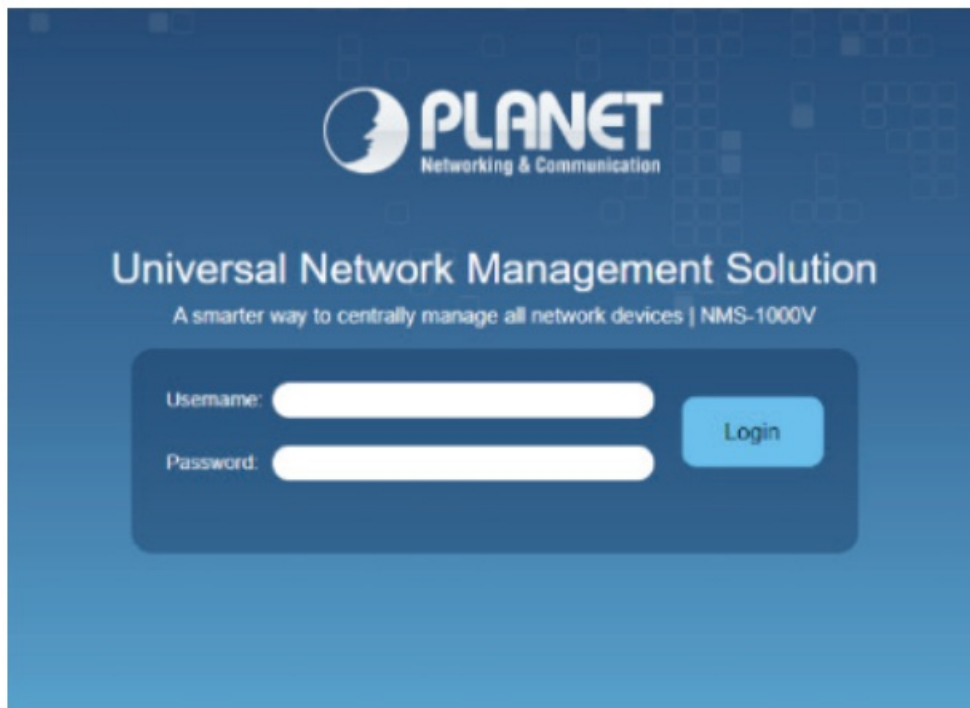 PLANET
Networking & Communication
Universal Network Management Solution
A smarter way to centrally manage all network devices | NMS-1000V
Username:
Password:
Login